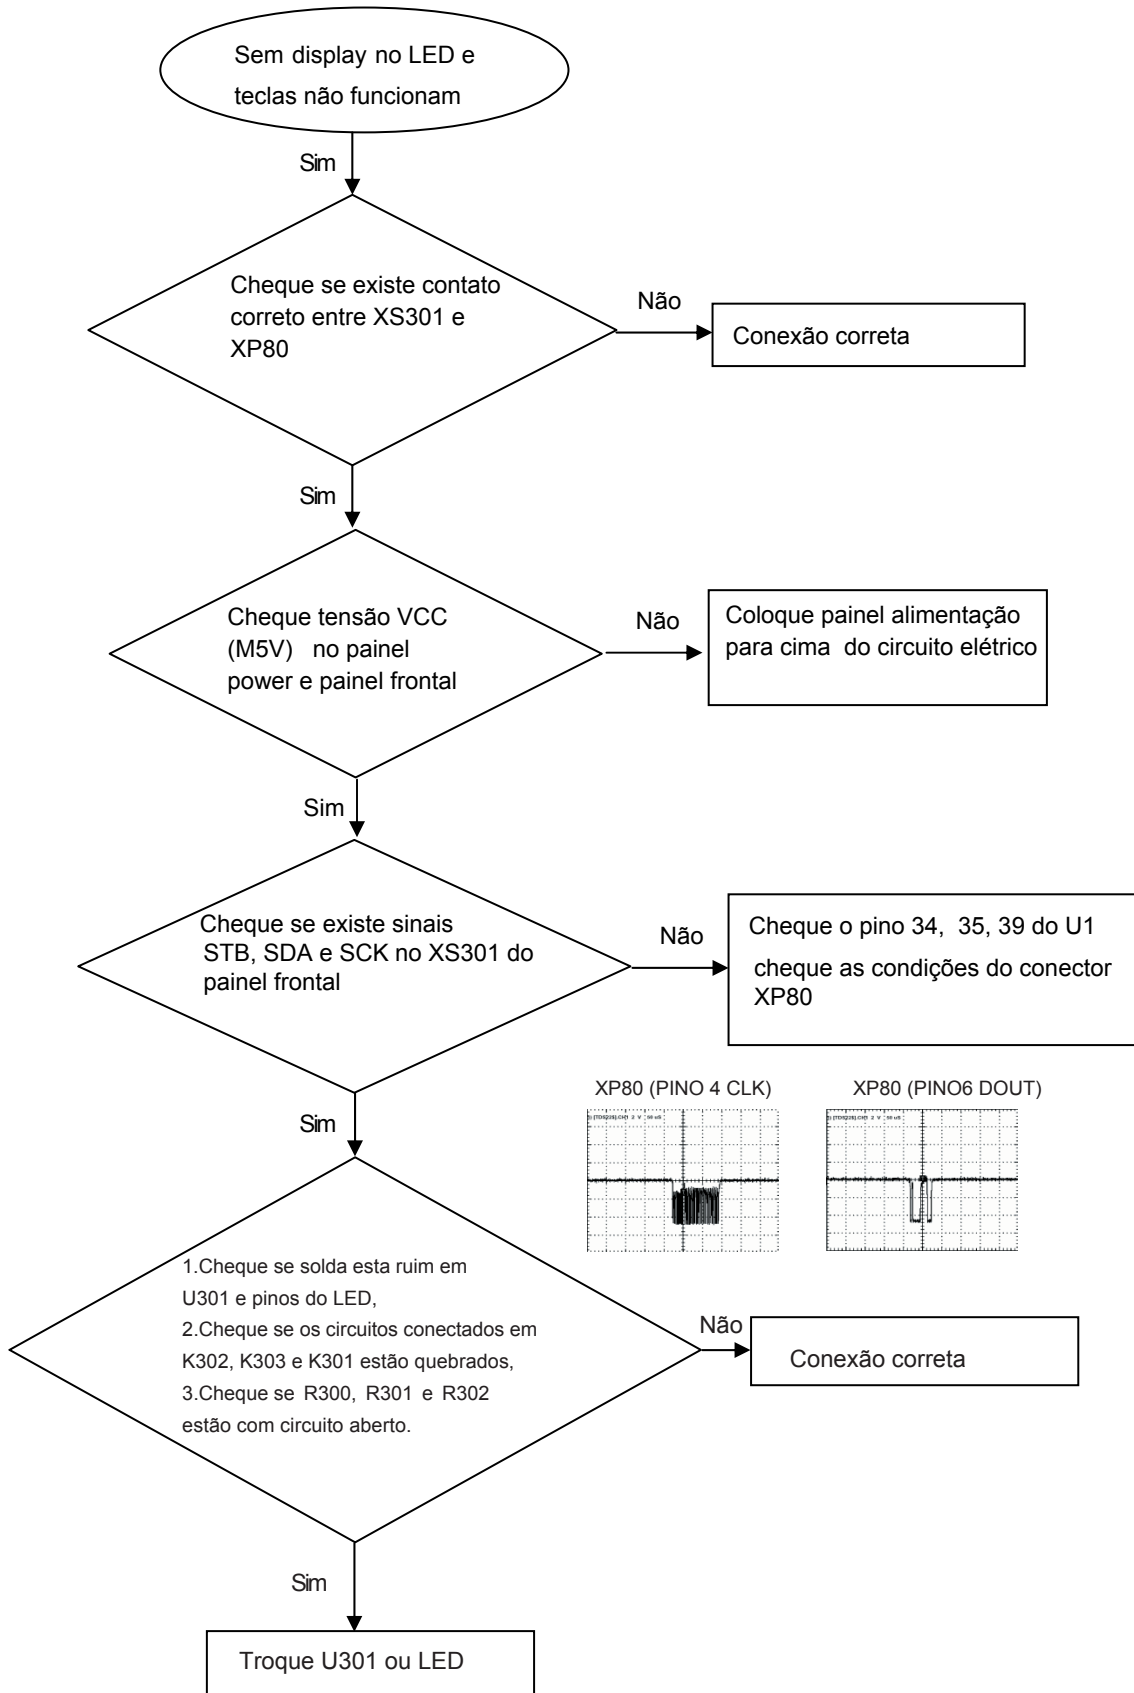 Sem display no LED e
teclas não funcionam
Sim
Cheque se existe contato
correto entre XS301 e
XP80
Não
Conexão correta
Sim
Cheque tensão VCC
(M5V) no painel
power e painel frontal
Não
Coloque painel alimentação
para cima do circuito elétrico
Sim
Cheque se existe sinais
STB, SDA e SCK no XS301 do
painel frontal
Não
Cheque o pino 34, 35, 39 do U1
cheque as condições do conector
XP80
XP80 (PINO 4 CLK)
XP80 (PINO6 DOUT)
Sim
1.Cheque se solda esta ruim em
U301 e pinos do LED,
2.Cheque se os circuitos conectados em
K302, K303 e K301 estão quebrados,
3.Cheque se R300, R301 e R302
estão com circuito aberto.
Não
Conexão correta
Sim
Troque U301 ou LED